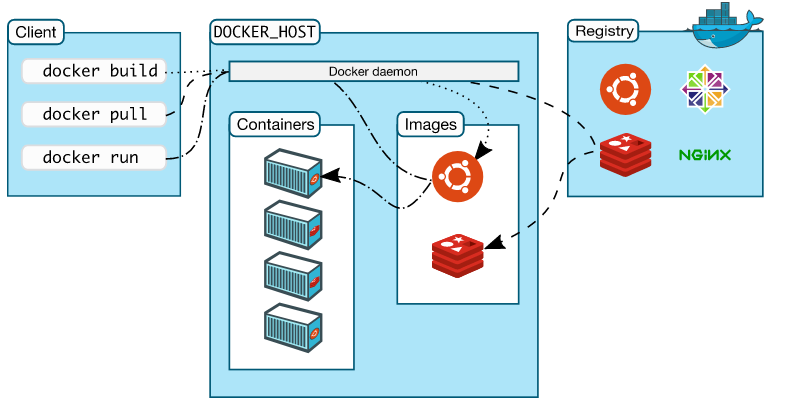 Client
docker build
docker pull
docker run
DOCKER_HOST
Docker daemon
Containers
Images
Registry
NGiNX